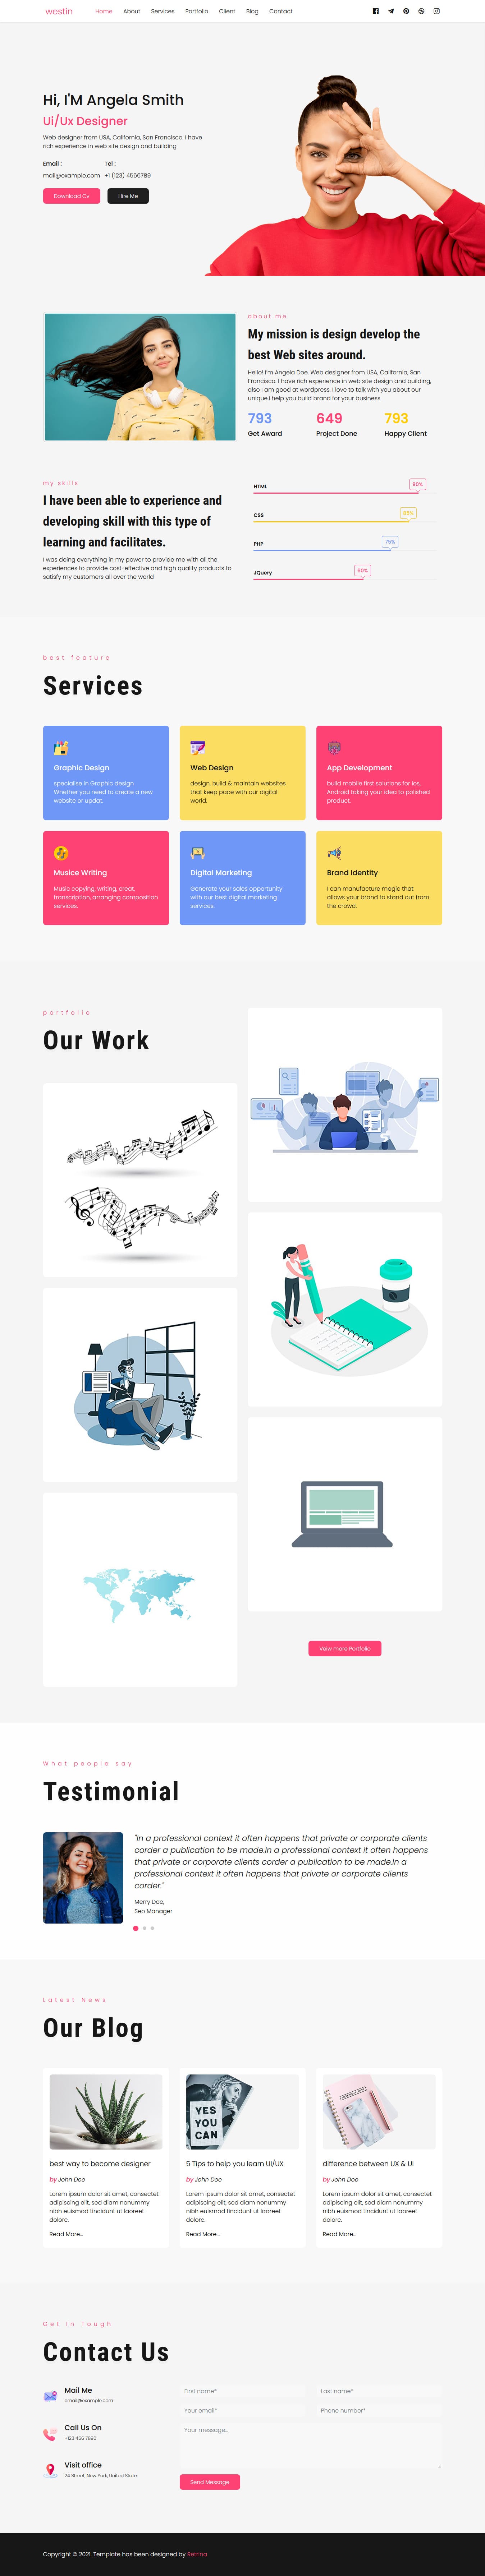 westin
Home About Services Portfolio Client Blog Contact
Hi, I'M Angela Smith
Ui/Ux Designer
Web designer from USA, California, San Francisco. I have
rich experience in web site design and building
Email : Tel :
mail@example.com +1 (123) 4566789
Download Cv Hire Me
about me
My mission is design develop the
best Web sites around.
Hello! I'm Angela Doe. Web designer from USA, California, San
Francisco. I have rich experience in web site design and building,
also I am good at wordpress. I love to talk with you about our
unique.I help you build brand for your business
793 649 793
Get Award Project Done Happy Client
my skills
I have been able to experience and
developing skill with this type of
learning and facilitates.
I was doing everything in my power to provide me with all the
experiences to provide cost-effective and high quality products to
satisfy my customers all over the world
HTML 90%
CSS 85%
PHP 75%
JQuery 60%
best feature
Services
Graphic Design
specialise in Graphic design
Whether you need to create a new
website or updat.
Web Design
design, build & maintain websites
that keep pace with our digital
world.
App Development
build mobile first solutions for ios,
Android taking your idea to polished
product.
Musice Writing
Music copying, writing, creat,
transcription, arranging composition
services.
Digital Marketing
Generate your sales opportunity
with our best digital marketing
services.
Brand Identity
I can manufacture magic that
allows your brand to stand out from
the crowd.
portfolio
Our Work
Veiw more Portfolio
What people say
Testimonial
"In a professional context it often happens that private or corporate clients
corder a publication to be made.In a professional context it often happens
that private or corporate clients corder a publication to be made.In a
professional context it often happens that private or corporate clients
corder."
Merry Doe,
Seo Manager
Latest News
Our Blog
best way to become designer
by John Doe
Lorem ipsum dolor sit amet, consectet
adipiscing elit, sed diam nonummy
nibh euismod tincidunt ut laoreet
dolore.
Read More...
YES
YOU
CAN
5 Tips to help you learn UI/UX
by John Doe
Lorem ipsum dolor sit amet, consectet
adipiscing elit, sed diam nonummy
nibh euismod tincidunt ut laoreet
dolore.
Read More...
difference between UX & UI
by John Doe
Lorem ipsum dolor sit amet, consectet
adipiscing elit, sed diam nonummy
nibh euismod tincidunt ut laoreet
dolore.
Read More...
Get In Tough
Contact Us
Mail Me
email@example.com
Call Us On
+123 456 7690
Visit office
24 Street, New York, United State
First name* Last name*
Your email* Phone number*
Your message...
Send Message
Copyright © 2021. Template has been designed by Retrina